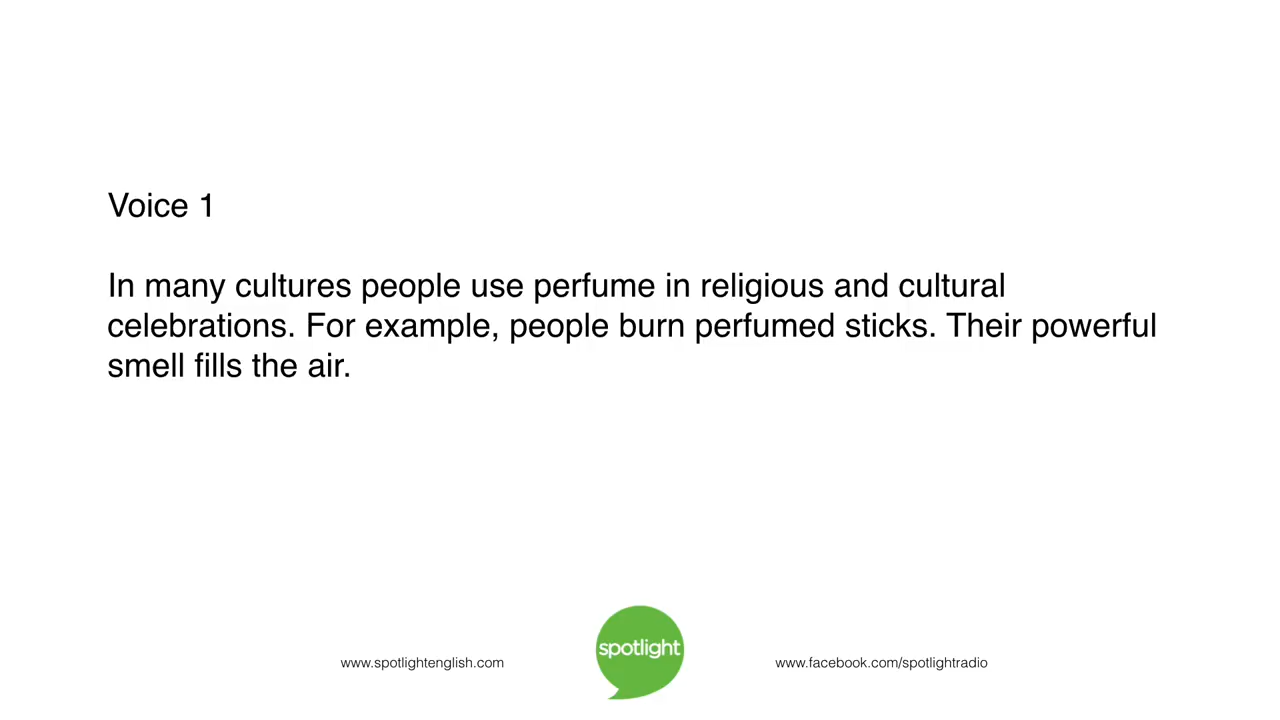 Voice 1
In many cultures people use perfume in religious and cultural
celebrations. For example, people burn perfumed sticks. Their powerful
smell fills the air.
spotlight
www.spotlightenglish.com
www.facebook.com/spotlightradio